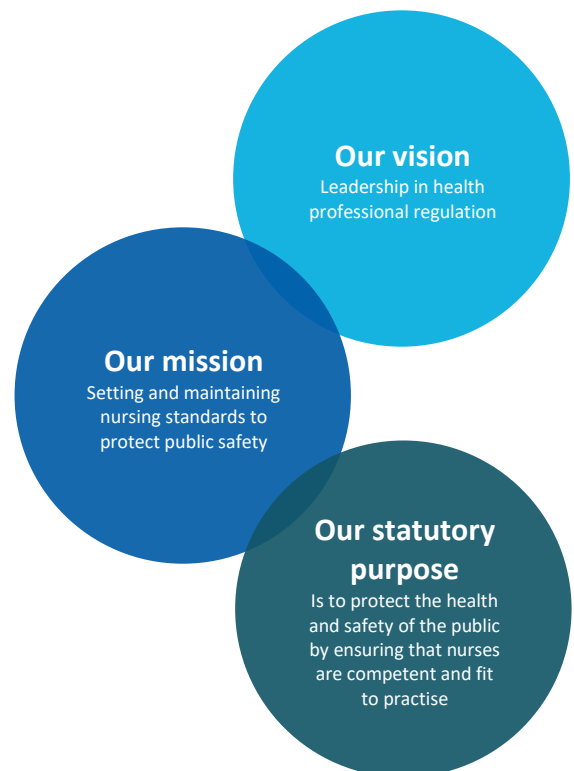 Our vision
Leadership in health
professional regulation
Our mission
Setting and maintaining
nursing standards to
protect public safety
Our statutory
purpose
Is to protect the health
and safety of the public
by ensuring that nurses
are competent and fit
to practise